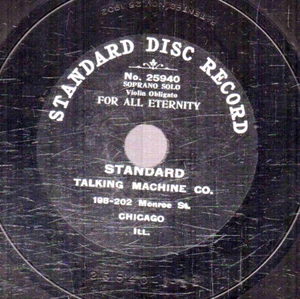 STANDARD DISC RECORD
No. 25940
SOPRANO SOLO
Violin Obligato
FOR ALL ETERNITY
STANDARD
TALKING MACHINE CO.
198-202 Monroe St.
CHICAGO
ILL.